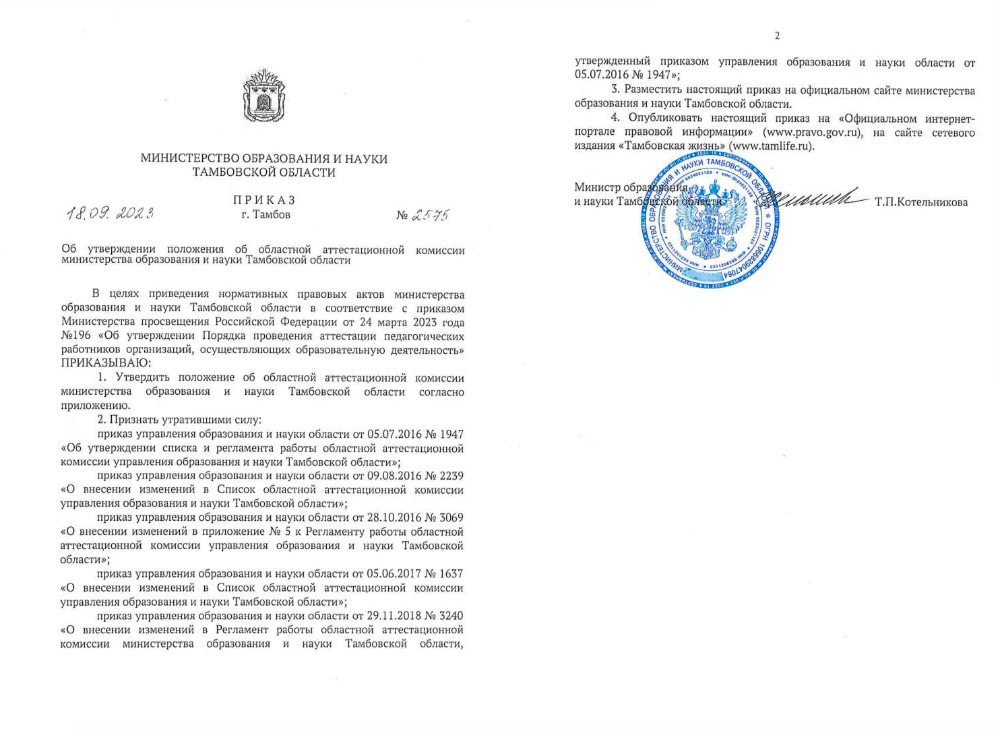 МИНИСТЕРСТВО ОБРАЗОВАНИЯ И НАУКИ
ТАМБОВСКОЙ ОБЛАСТИ
П Р И К А З
18.09. 2023 г. Тамбов № 2575
Об утверждении положения об областной аттестационной комиссии
министерства образования и науки Тамбовской области
В целях приведения нормативных правовых актов министерства
образования и науки Тамбовской области в соответствие с приказом
Министерства просвещения Российской Федерации от 24 марта 2023 года
№196 «Об утверждении Порядка проведения аттестации педагогических
работников организаций, осуществляющих образовательную деятельность»
ПРИКАЗЫВАЮ:
1. Утвердить положение об областной аттестационной комиссии
министерства образования и науки Тамбовской области согласно
приложению.
2. Признать утратившими силу:
приказ управления образования и науки области от 05.07.2016 № 1947
«Об утверждении списка и регламента работы областной аттестационной
комиссии управления образования и науки Тамбовской области»;
приказ управления образования и науки области от 09.08.2016 № 2239
«О внесении изменений в Список областной аттестационной комиссии
управления образования и науки Тамбовской области»;
приказ управления образования и науки области от 28.10.2016 № 3069
«О внесении изменений в приложение № 5 к Регламенту работы областной
аттестационной комиссии управления образования и науки Тамбовской
области»;
приказ управления образования и науки области от 05.06.2017 № 1637
«О внесении изменений в Список областной аттестационной комиссии
управления образования и науки Тамбовской области»;
приказ управления образования и науки области от 29.11.2018 № 3240
«О внесении изменений в Регламент работы областной аттестационной
комиссии министерства образования и науки Тамбовской области,
2
утвержденный приказом управления образования и науки области от
05.07.2016 № 1947»;
3. Разместить настоящий приказ на официальном сайте министерства
образования и науки Тамбовской области.
4. Опубликовать настоящий приказ на «Официальном интернет-
портале правовой информации» (www.pravo.gov.ru), на сайте сетевого
издания «Тамбовская жизнь» (www.tamlife.ru).
Министр образования
и науки Тамбовской области Т.П.Котельникова
МИНИСТЕРСТВО ОБРАЗОВАНИЯ И НАУКИ ТАМБОВСКОЙ ОБЛАСТИ * ОГРН 1066829047064
ИНН 6829021123